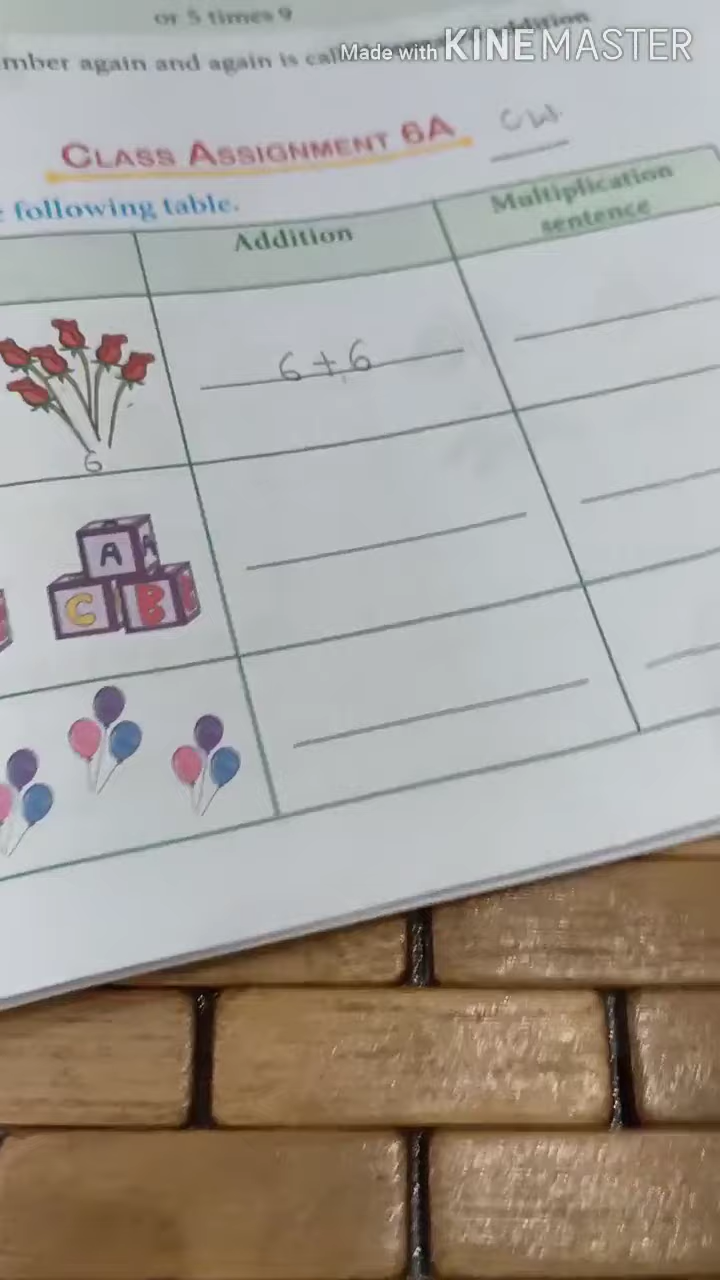 or 5 times 9
mber again and again is cal
addition
Made with KINEMASTER
CLASS ASSIGNMENT 6A
CW
following table.
Addition
Multiplication
sentence
6+6
6
A
A
C B